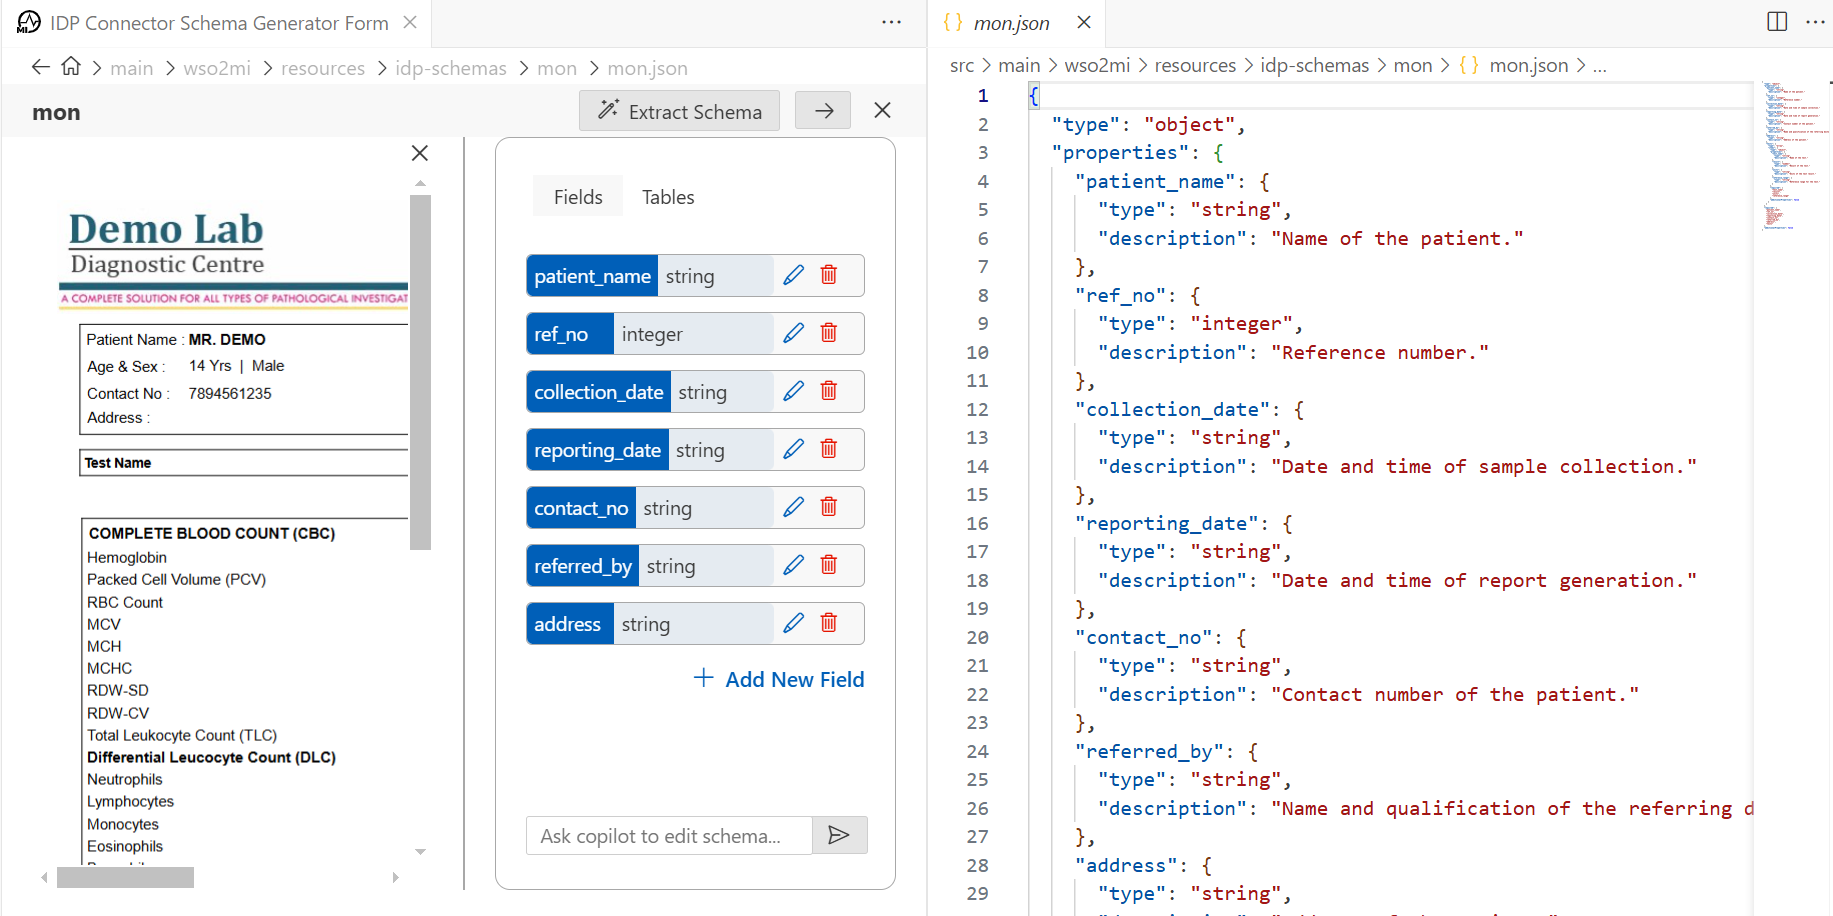 IDP Connector Schema Generator Form
main > wso2mi > resources > idp-schemas > mon > mon.json
mon
Extract Schema
Demo Lab
Diagnostic Centre
A COMPLETE SOLUTION FOR ALL TYPES OF PATHOLOGICAL INVESTIGAT
Patient Name : MR. DEMO
Age & Sex : 14 Yrs | Male
Contact No : 7894561235
Address :
Test Name
COMPLETE BLOOD COUNT (CBC)
Hemoglobin
Packed Cell Volume (PCV)
RBC Count
MCV
MCH
MCHC
RDW-SD
RDW-CV
Total Leukocyte Count (TLC)
Differential Leucocyte Count (DLC)
Neutrophils
Lymphocytes
Monocytes
Eosinophils
Fields Tables
patient_name string
ref_no integer
collection_date string
reporting_date string
contact_no string
referred_by string
address string
+ Add New Field
Ask copilot to edit schema...
{} mon.json
src > main > wso2mi > resources > idp-schemas > mon > {} mon.json > ...
1 {
2 "type": "object",
3 "properties": {
4 "patient_name": {
5 "type": "string",
6 "description": "Name of the patient."
7 },
8 "ref_no": {
9 "type": "integer",
10 "description": "Reference number."
11 },
12 "collection_date": {
13 "type": "string",
14 "description": "Date and time of sample collection."
15 },
16 "reporting_date": {
17 "type": "string",
18 "description": "Date and time of report generation."
19 },
20 "contact_no": {
21 "type": "string",
22 "description": "Contact number of the patient."
23 },
24 "referred_by": {
25 "type": "string",
26 "description": "Name and qualification of the referring d
27 },
28 "address": {
29 "type": "string",